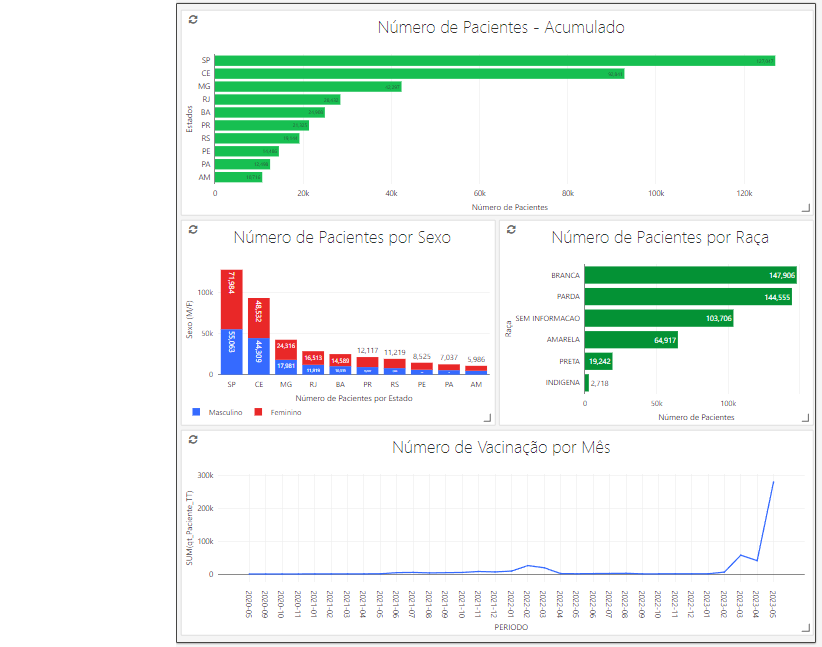 Número de Pacientes - Acumulado
Estados
SP
CE
MG
RJ
BA
PR
RS
PE
PA
AM
0 20k 40k 60k 80k 100k 120k
Número de Pacientes
Número de Pacientes por Sexo
Sexo (M/F)
100k
50k
0
71,984 48,532 24,316 16,513 14,589 12,117 11,219 8,525 7,037 5,986
55,063 44,309 17,981
SP CE MG RJ BA PR RS PE PA AM
Número de Pacientes por Estado
Masculino Feminino
Número de Pacientes por Raça
Raça
BRANCA 147,906
PARDA 144,555
SEM INFORMACAO 103,706
AMARELA 64,917
PRETA 19,242
INDIGENA 2,718
0 50k 100k
Número de Pacientes
Número de Vacinação por Mês
SUM(qt_Paciente_TT)
300k
200k
100k
0
2020-05 2020-09 2020-10 2020-11 2021-01 2021-02 2021-03 2021-04 2021-05 2021-06 2021-07 2021-08 2021-09 2021-10 2021-11 2021-12 2022-01 2022-02 2022-03 2022-04 2022-05 2022-06 2022-07 2022-08 2022-09 2022-10 2022-11 2022-12 2023-01 2023-02 2023-03 2023-04 2023-05
PERIODO